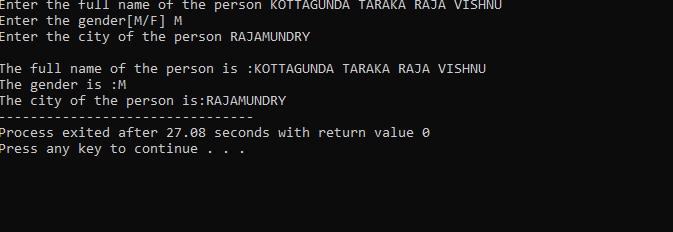 Enter the full name of the person KOTTAGUNDA TARAKA RAJA VISHNU
Enter the gender[M/F] M
Enter the city of the person RAJAMUNDRY
The full name of the person is :KOTTAGUNDA TARAKA RAJA VISHNU
The gender is :M
The city of the person is:RAJAMUNDRY
--------------------------------
Process exited after 27.08 seconds with return value 0
Press any key to continue . . .